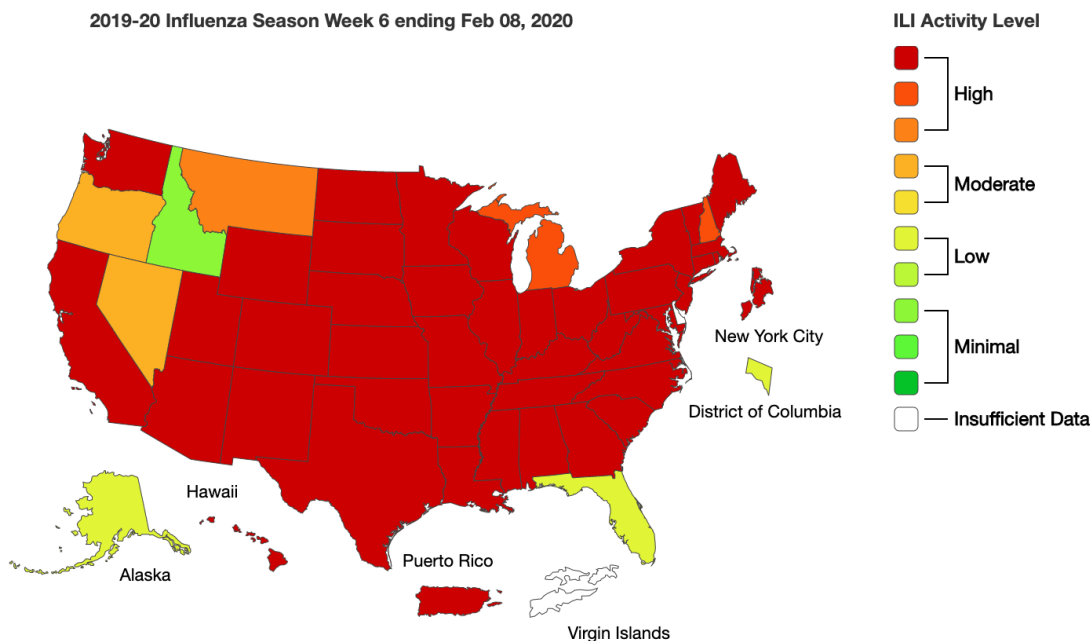 2019-20 Influenza Season Week 6 ending Feb 08, 2020
ILI Activity Level
High
Moderate
Low
Minimal
Insufficient Data
New York City
District of Columbia
Hawaii
Alaska
Puerto Rico
Virgin Islands